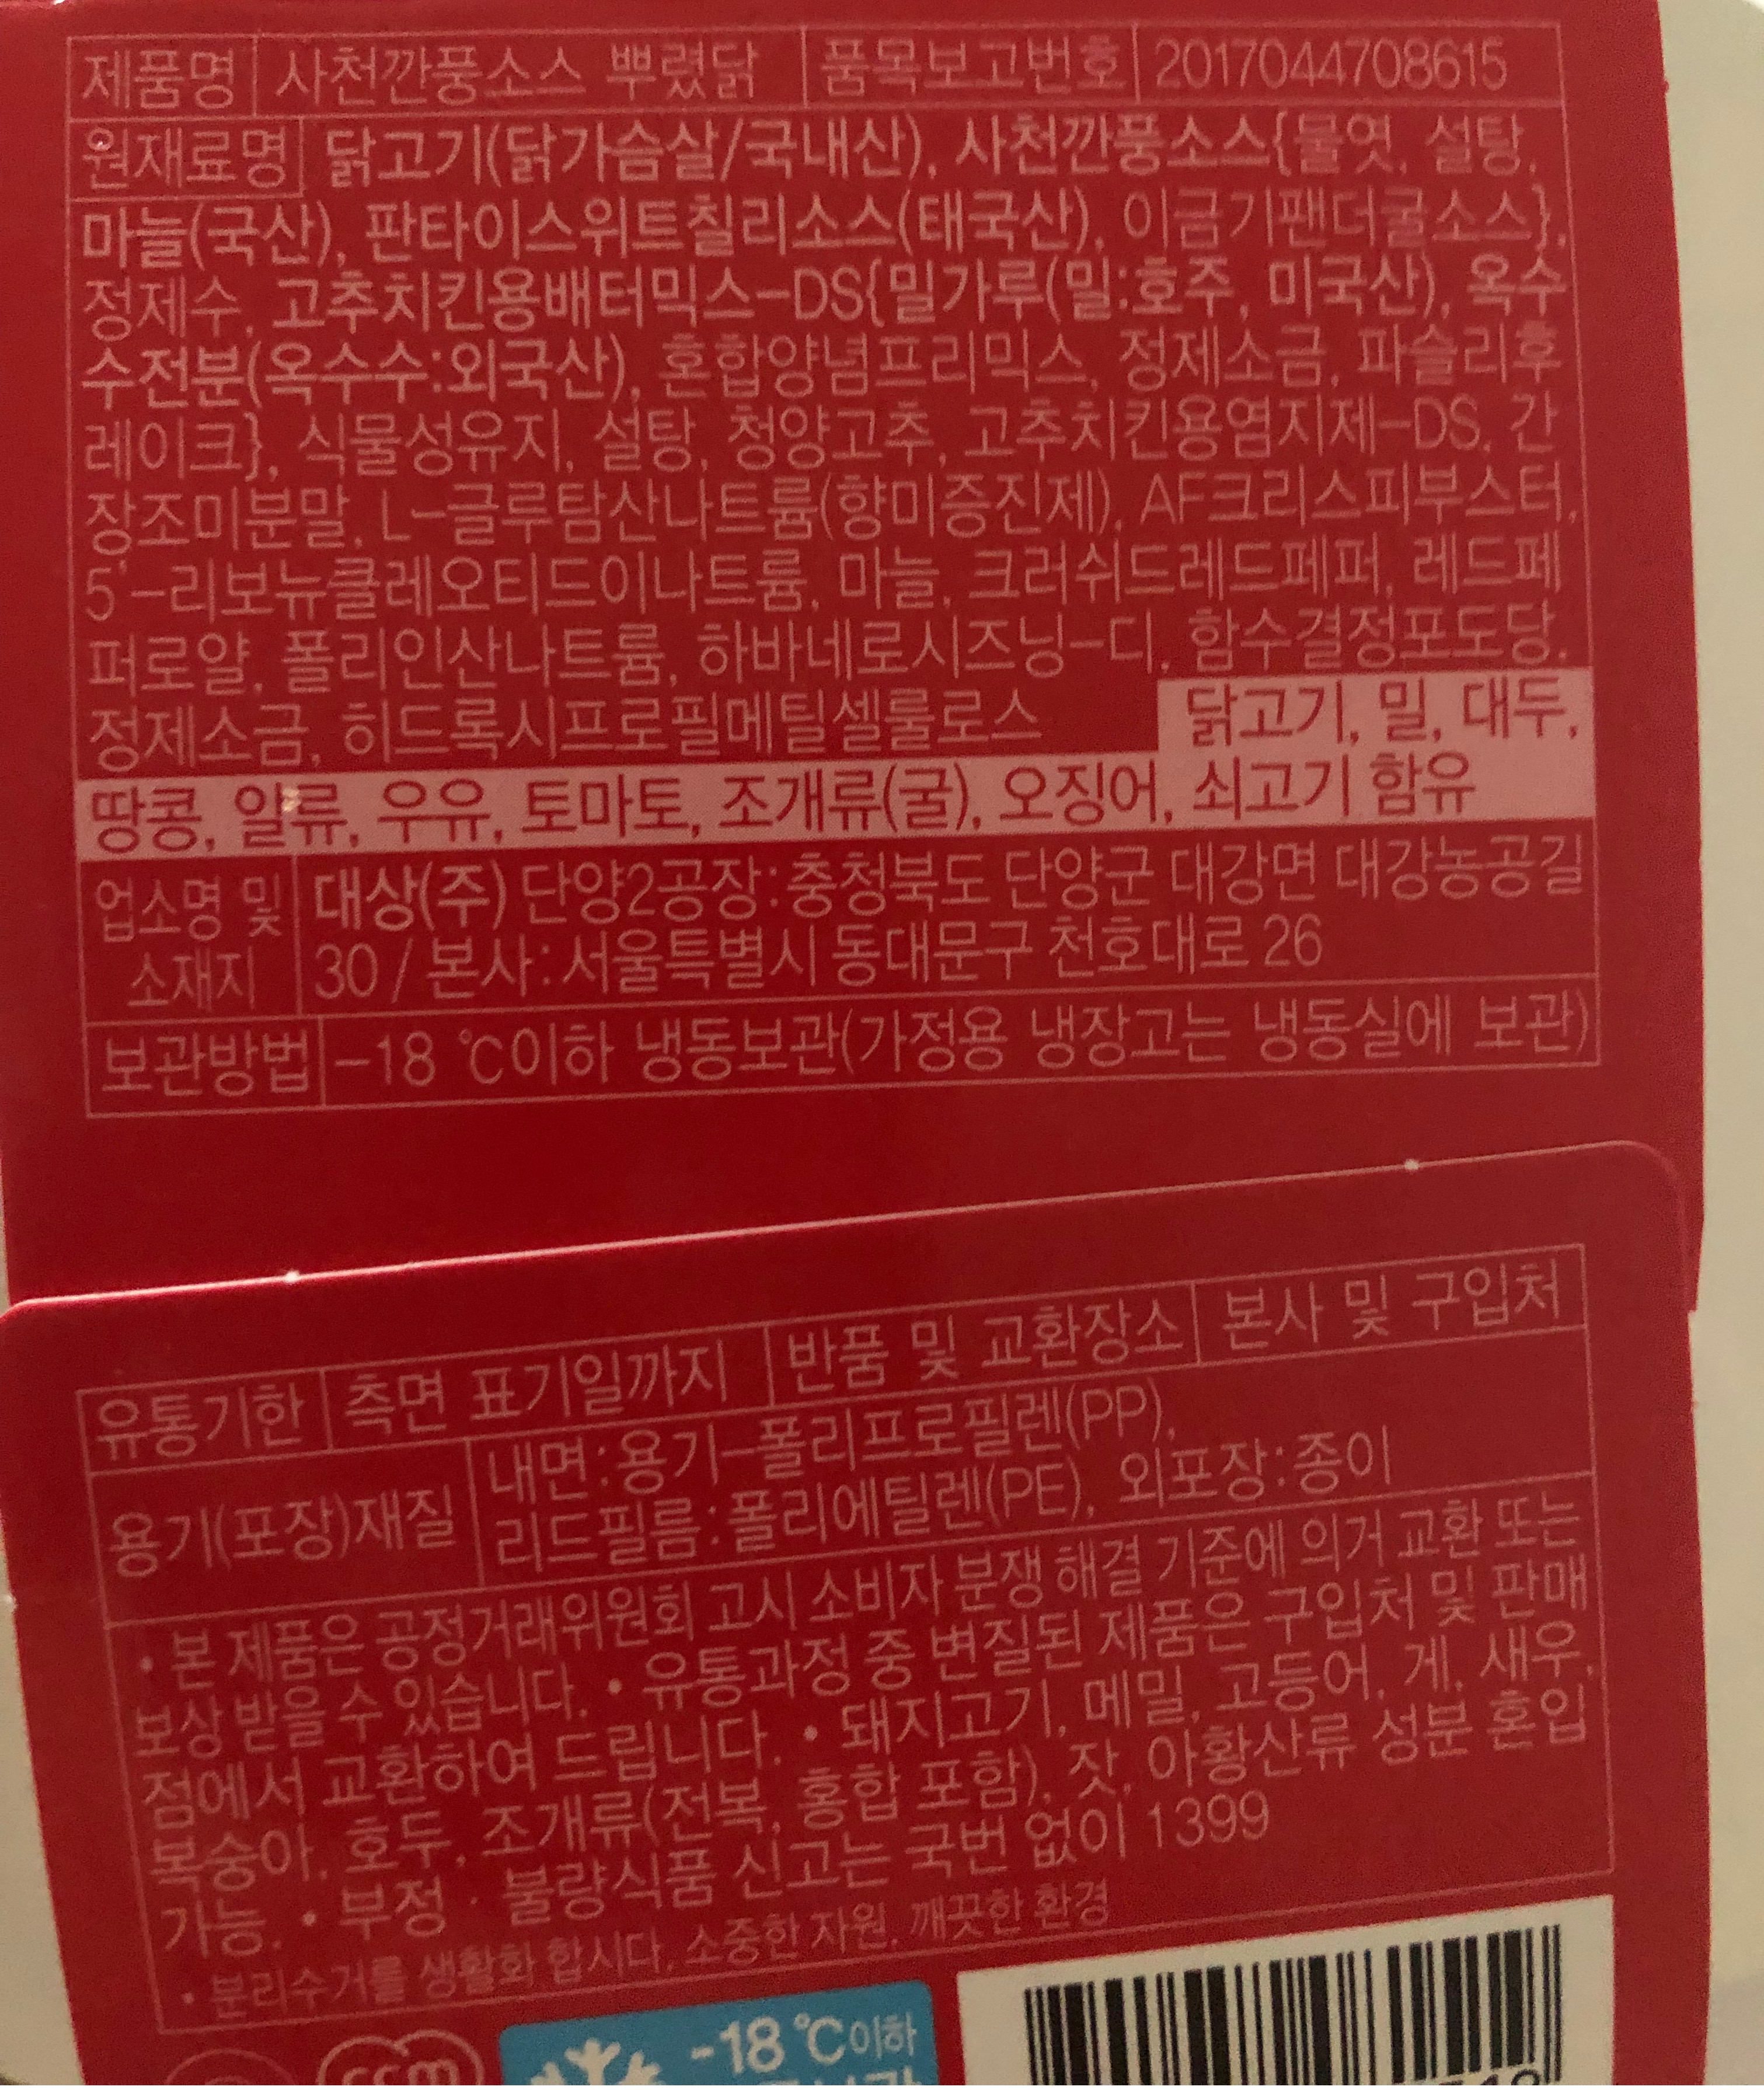 제품명 사천깐풍소스 뿌렸닭 품목보고번호 2017044708615
원재료명 닭고기(닭가슴살/국내산), 사천깐풍소스{물엿, 설탕,
마늘(국산), 판타이스위트칠리소스(태국산), 이금기팬더굴소스},
정제수, 고추치킨용배터믹스-DS{밀가루(밀:호주, 미국산), 옥수
수전분(옥수수:외국산), 혼합양념프리믹스, 정제소금, 파슬리후
레이크}, 식물성유지, 설탕, 청양고추, 고추치킨용염지제-DS, 간
장조미분말, L-글루탐산나트륨(향미증진제), AF크리스피부스터,
5'-리보뉴클레오티드이나트륨, 마늘, 크러쉬드레드페퍼, 레드페
퍼로얄, 폴리인산나트륨, 하바네로시즈닝-디, 함수결정포도당,
정제소금, 히드록시프로필메틸셀룰로스 닭고기, 밀, 대두,
땅콩, 알류, 우유, 토마토, 조개류(굴), 오징어, 쇠고기 함유
업소명 및 대상(주) 단양2공장:충청북도 단양군 대강면 대강농공길
소재지 30 / 본사:서울특별시 동대문구 천호대로 26
보관방법 -18 ℃이하 냉동보관(가정용 냉장고는 냉동실에 보관)
유통기한 측면 표기일까지 반품 및 교환장소 본사 및 구입처
용기(포장)재질 내면:용기-폴리프로필렌(PP),
리드필름:폴리에틸렌(PE), 외포장:종이
• 본 제품은 공정거래위원회 고시 소비자 분쟁 해결 기준에 의거 교환 또는
보상 받을 수 있습니다. • 유통과정 중 변질된 제품은 구입처 및 판매
점에서 교환하여 드립니다. • 돼지고기, 메밀, 고등어, 게, 새우,
복숭아, 호두, 조개류(전복, 홍합 포함), 잣, 아황산류 성분 혼입
가능. • 부정 · 불량식품 신고는 국번 없이 1399
• 분리수거를 생활화 합시다. 소중한 자원, 깨끗한 환경
ccm
-18 ℃이하